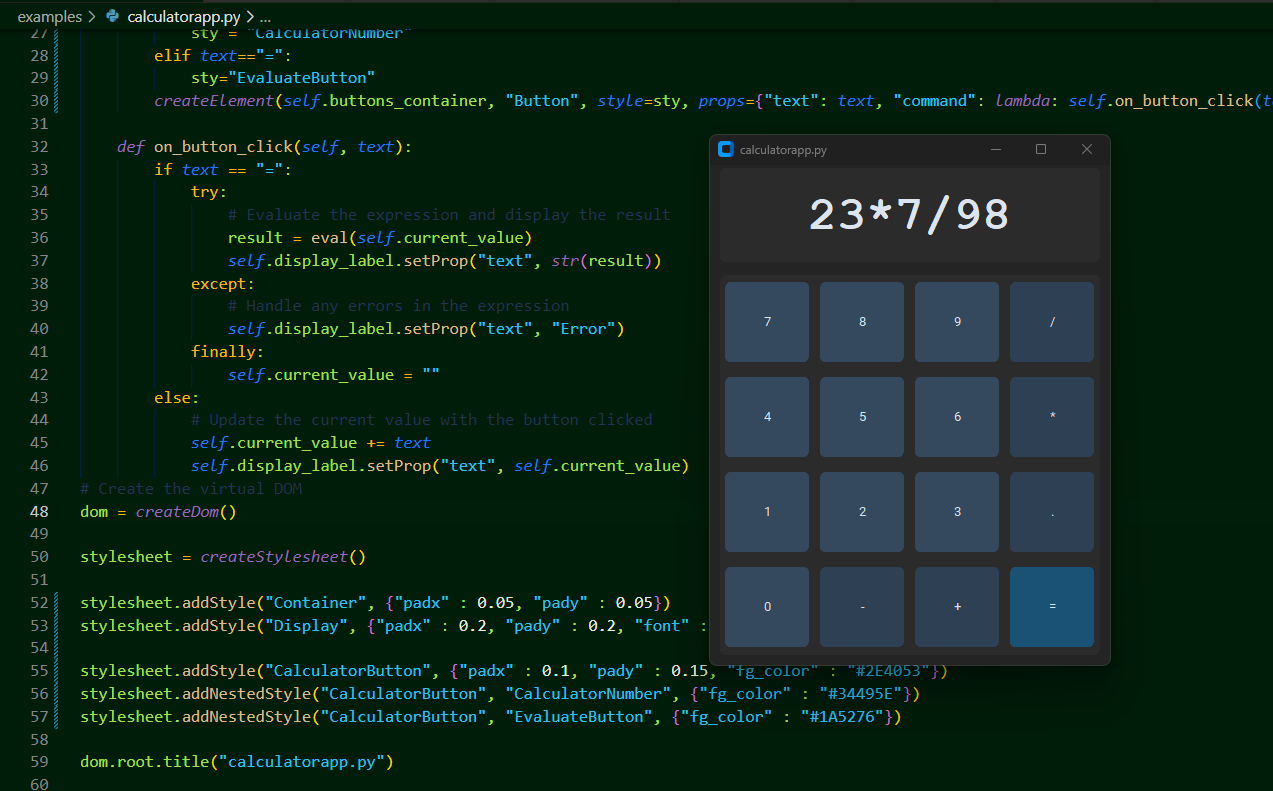 examples > calculatorapp.py > ...
27 sty = "CalculatorNumber"
28 elif text=="=":
29 sty="EvaluateButton"
30 createElement(self.buttons_container, "Button", style=sty, props={"text": text, "command": lambda: self.on_button_click(t
31
32 def on_button_click(self, text):
33 if text == "=":
34 try:
35 # Evaluate the expression and display the result
36 result = eval(self.current_value)
37 self.display_label.setProp("text", str(result))
38 except:
39 # Handle any errors in the expression
40 self.display_label.setProp("text", "Error")
41 finally:
42 self.current_value = ""
43 else:
44 # Update the current value with the button clicked
45 self.current_value += text
46 self.display_label.setProp("text", self.current_value)
47 # Create the virtual DOM
48 dom = createDom()
49
50 stylesheet = createStylesheet()
51
52 stylesheet.addStyle("Container", {"padx" : 0.05, "pady" : 0.05})
53 stylesheet.addStyle("Display", {"padx" : 0.2, "pady" : 0.2, "font" :
54
55 stylesheet.addStyle("CalculatorButton", {"padx" : 0.1, "pady" : 0.15, "fg_color" : "#2E4053"})
56 stylesheet.addNestedStyle("CalculatorButton", "CalculatorNumber", {"fg_color" : "#34495E"})
57 stylesheet.addNestedStyle("CalculatorButton", "EvaluateButton", {"fg_color" : "#1A5276"})
58
59 dom.root.title("calculatorapp.py")
60
calculatorapp.py
23*7/98
7 8 9 /
4 5 6 *
1 2 3 .
0 - + =